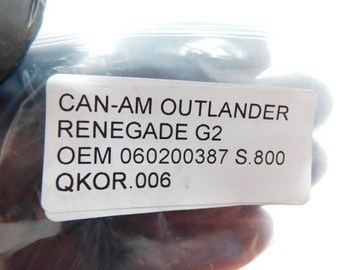 CAN-AM OUTLANDER
RENEGADE G2
OEM 060200387 S.800
QKOR.006